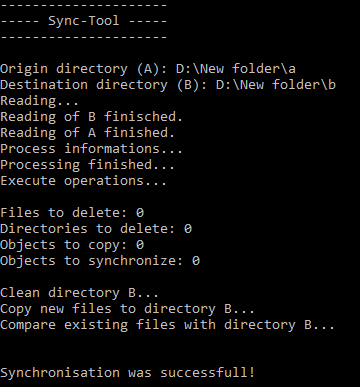 ---------------------
----- Sync-Tool -----
---------------------
Origin directory (A): D:\New folder\a
Destination directory (B): D:\New folder\b
Reading...
Reading of B finisched.
Reading of A finished.
Process informations...
Processing finished...
Execute operations...
Files to delete: 0
Directories to delete: 0
Objects to copy: 0
Objects to synchronize: 0
Clean directory B...
Copy new files to directory B...
Compare existing files with directory B...
Synchronisation was successfull!